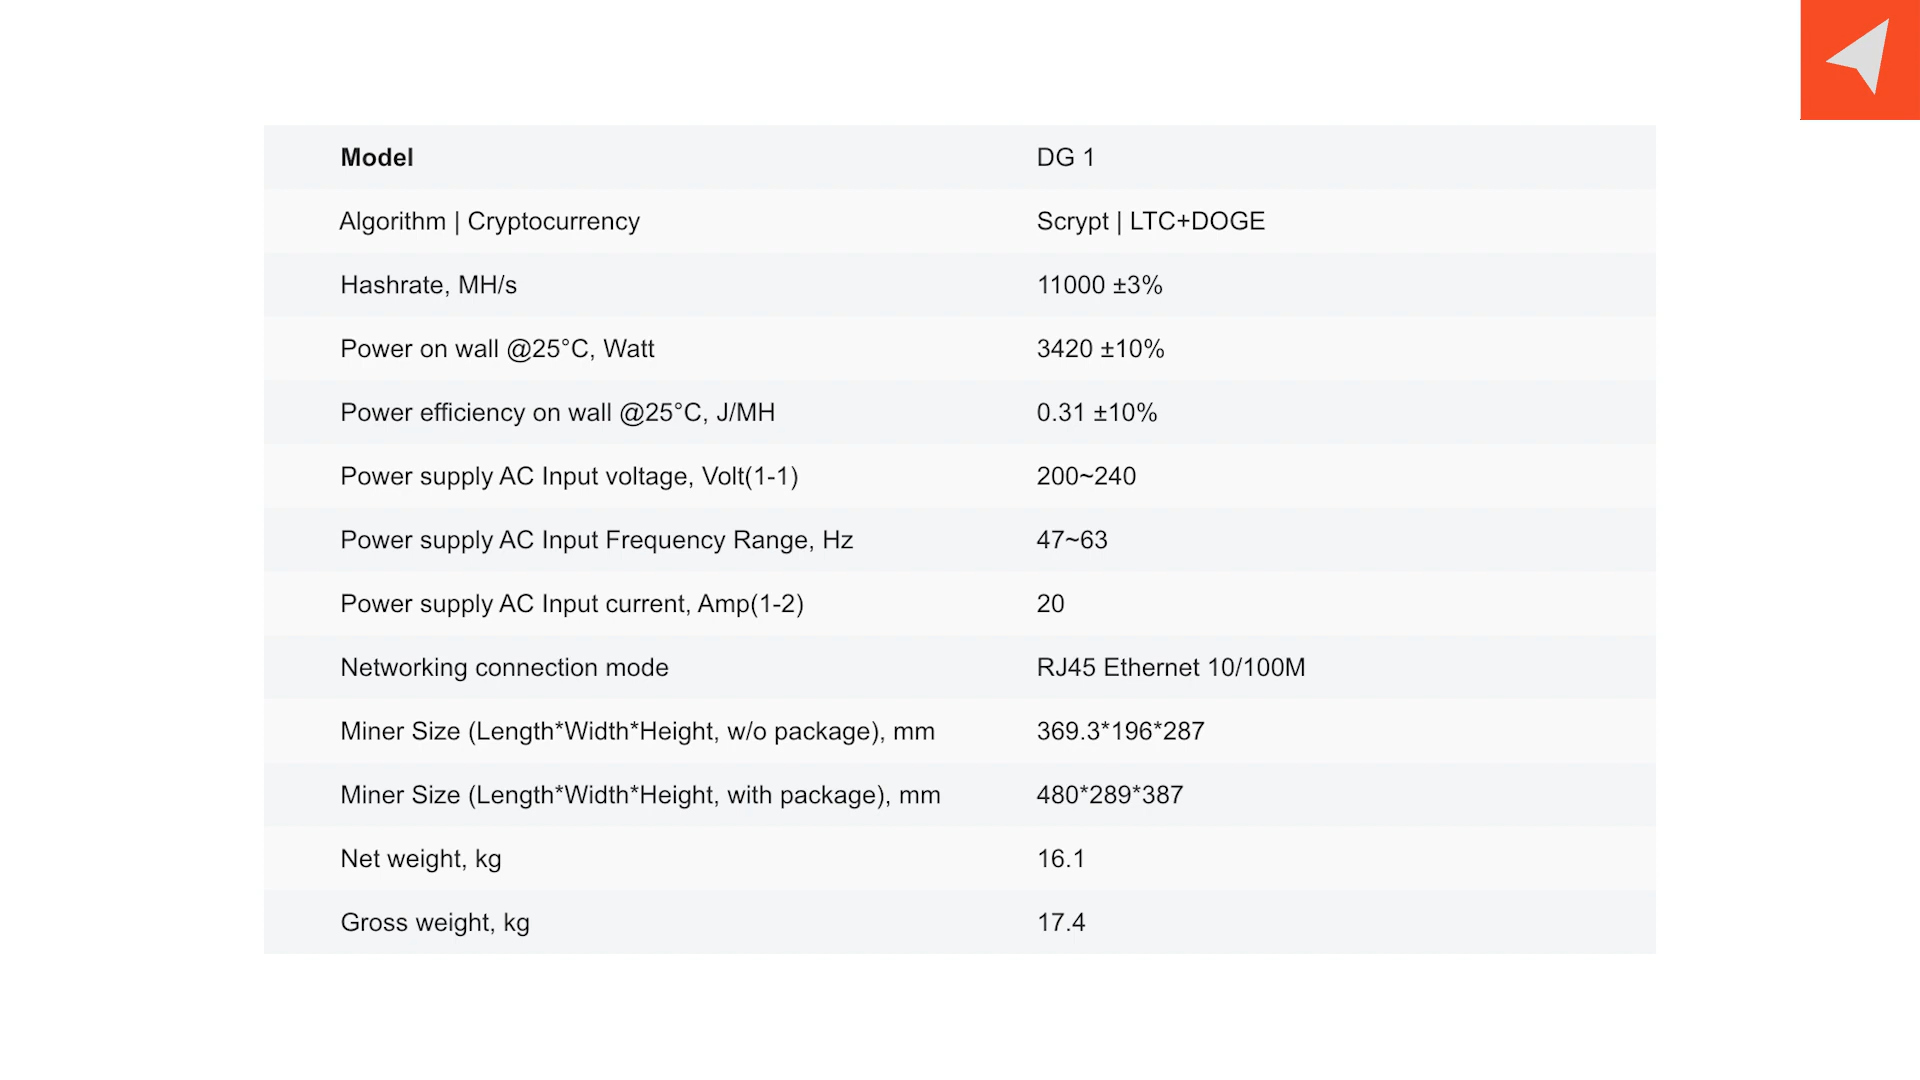 Model DG 1
Algorithm | Cryptocurrency Scrypt | LTC+DOGE
Hashrate, MH/s 11000 ±3%
Power on wall @25°C, Watt 3420 ±10%
Power efficiency on wall @25°C, J/MH 0.31 ±10%
Power supply AC Input voltage, Volt(1-1) 200~240
Power supply AC Input Frequency Range, Hz 47~63
Power supply AC Input current, Amp(1-2) 20
Networking connection mode RJ45 Ethernet 10/100M
Miner Size (Length*Width*Height, w/o package), mm 369.3*196*287
Miner Size (Length*Width*Height, with package), mm 480*289*387
Net weight, kg 16.1
Gross weight, kg 17.4